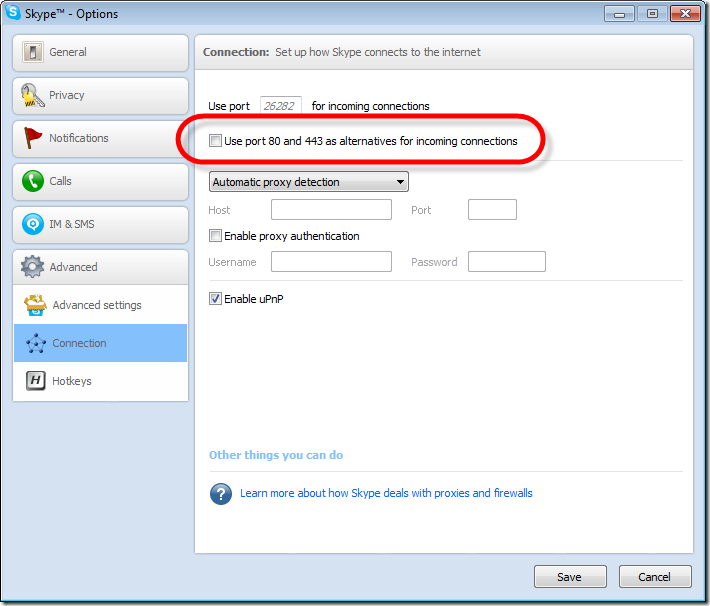 Skype™ - Options
General
Privacy
Notifications
Calls
IM & SMS
Advanced
Advanced settings
Connection
H Hotkeys
Connection: Set up how Skype connects to the internet
Use port 26282 for incoming connections
Use port 80 and 443 as alternatives for incoming connections
Automatic proxy detection
Host Port
Enable proxy authentication
Username Password
Enable uPnP
Other things you can do
? Learn more about how Skype deals with proxies and firewalls
Save Cancel